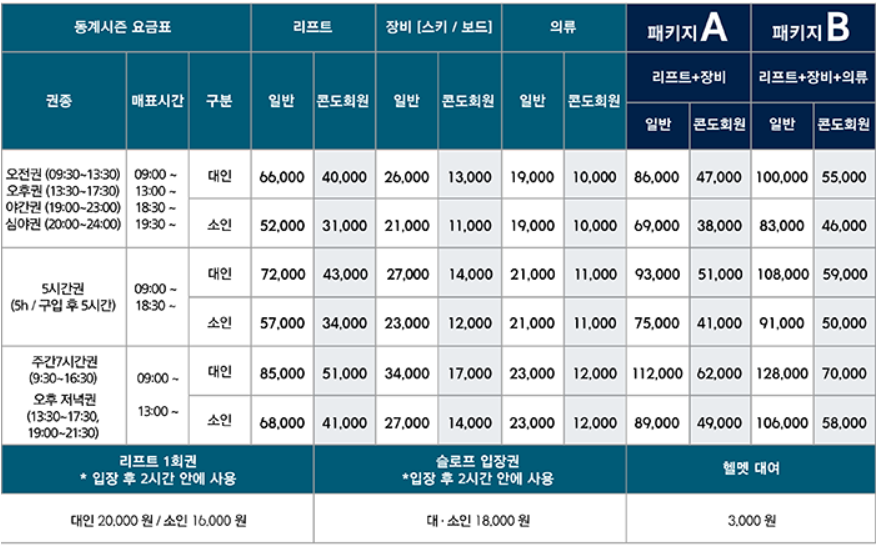 동계시즌 요금표 리프트 장비 [스키 / 보드] 의류 패키지 A 패키지 B
리프트+장비 리프트+장비+의류
권종 매표시간 구분 일반 콘도회원 일반 콘도회원 일반 콘도회원 일반 콘도회원 일반 콘도회원
오전권 (09:30~13:30) 09:00 ~
오후권 (13:30~17:30) 13:00 ~
야간권 (19:00~23:00) 18:30 ~
심야권 (20:00~24:00) 19:30 ~
대인 66,000 40,000 26,000 13,000 19,000 10,000 86,000 47,000 100,000 55,000
소인 52,000 31,000 21,000 11,000 19,000 10,000 69,000 38,000 83,000 46,000
5시간권
(5h / 구입 후 5시간)
09:00 ~
18:30 ~
대인 72,000 43,000 27,000 14,000 21,000 11,000 93,000 51,000 108,000 59,000
소인 57,000 34,000 23,000 12,000 21,000 11,000 75,000 41,000 91,000 50,000
주간7시간권
(9:30~16:30)
09:00 ~
오후 저녁권
(13:30~17:30,
19:00~21:30)
13:00 ~
대인 85,000 51,000 34,000 17,000 23,000 12,000 112,000 62,000 128,000 70,000
소인 68,000 41,000 27,000 14,000 23,000 12,000 89,000 49,000 106,000 58,000
리프트 1회권
* 입장 후 2시간 안에 사용
슬로프 입장권
*입장 후 2시간 안에 사용
헬멧 대여
대인 20,000 원 / 소인 16,000 원 대 · 소인 18,000 원 3,000 원